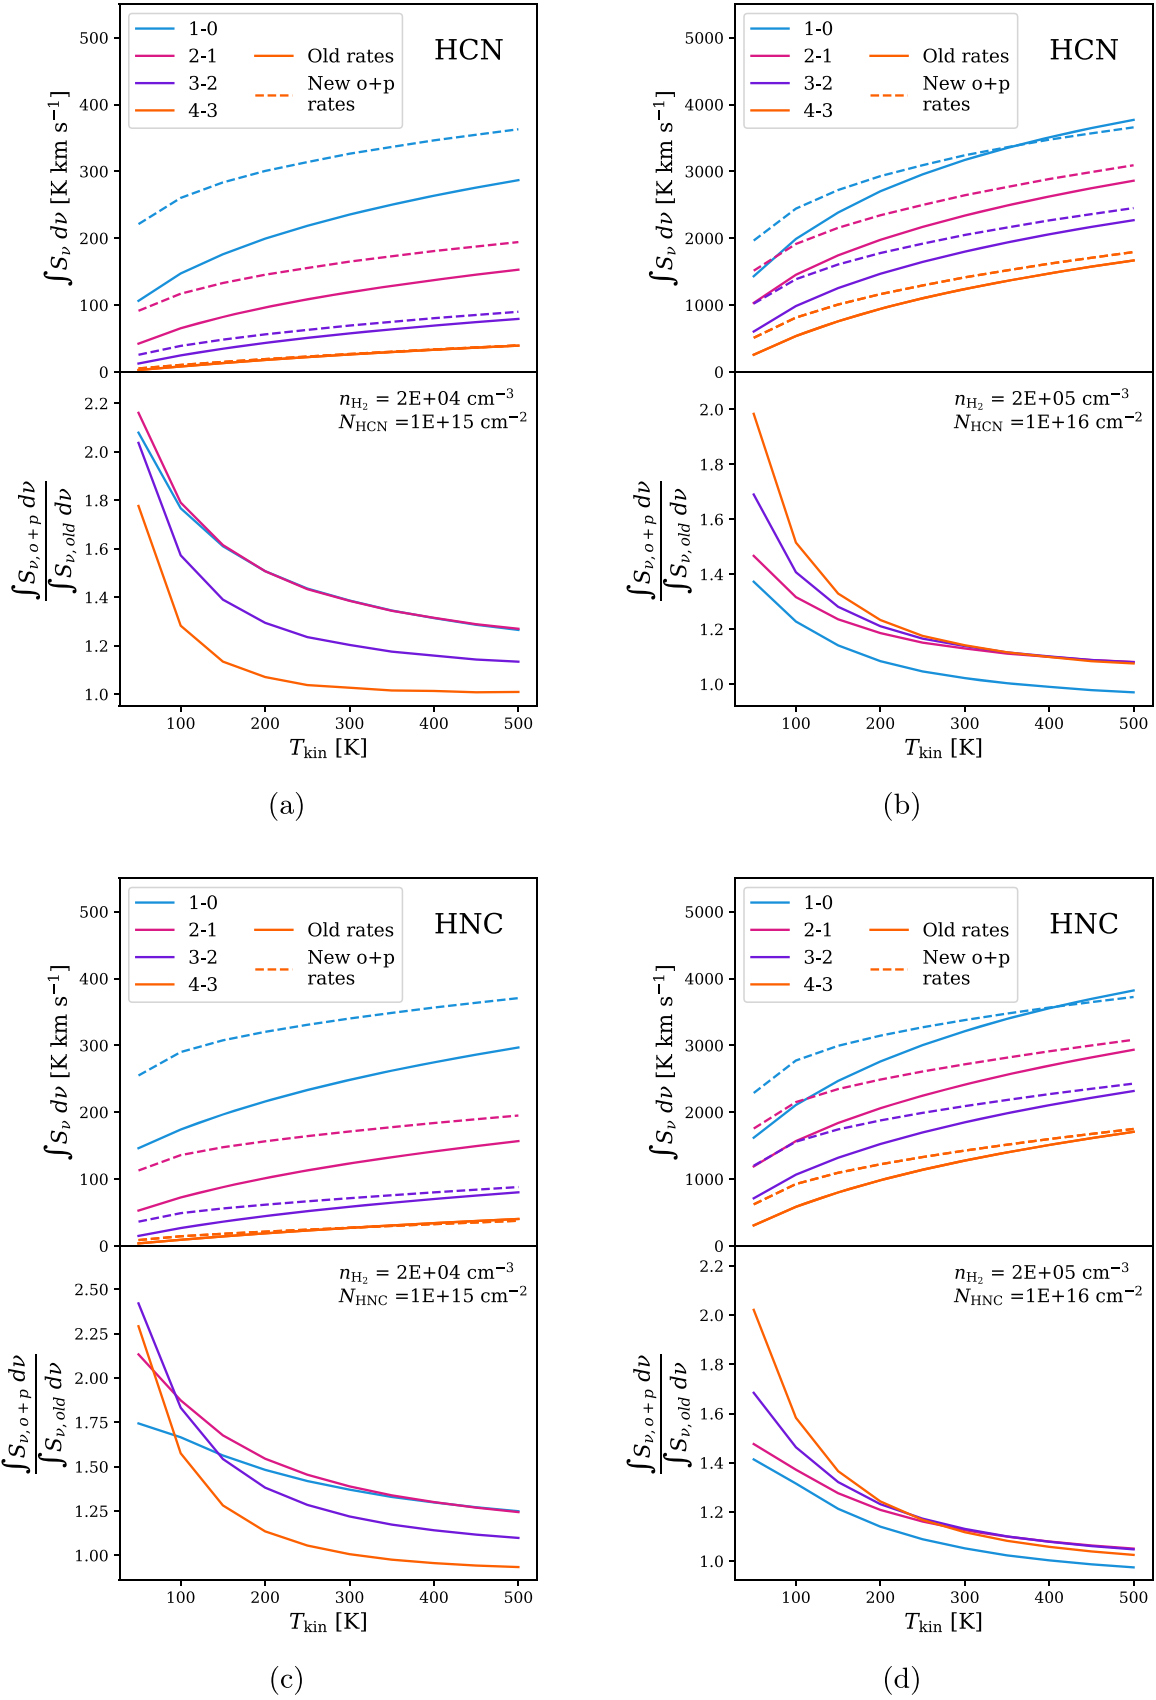 HCN
1-0
2-1
3-2
4-3
Old rates
New o+p
rates
∫ S_ν dν [K km s⁻¹]
500
400
300
200
100
0
n_H₂ = 2E+04 cm⁻³
N_HCN =1E+15 cm⁻²
∫ S_ν, o+p dν
∫ S_ν, old dν
2.2
2.0
1.8
1.6
1.4
1.2
1.0
100 200 300 400 500
T_kin [K]
(a)
HCN
1-0
2-1
3-2
4-3
Old rates
New o+p
rates
∫ S_ν dν [K km s⁻¹]
5000
4000
3000
2000
1000
0
n_H₂ = 2E+05 cm⁻³
N_HCN =1E+16 cm⁻²
∫ S_ν, o+p dν
∫ S_ν, old dν
2.0
1.8
1.6
1.4
1.2
1.0
100 200 300 400 500
T_kin [K]
(b)
HNC
1-0
2-1
3-2
4-3
Old rates
New o+p
rates
∫ S_ν dν [K km s⁻¹]
500
400
300
200
100
0
n_H₂ = 2E+04 cm⁻³
N_HNC =1E+15 cm⁻²
∫ S_ν, o+p dν
∫ S_ν, old dν
2.50
2.25
2.00
1.75
1.50
1.25
1.00
100 200 300 400 500
T_kin [K]
(c)
HNC
1-0
2-1
3-2
4-3
Old rates
New o+p
rates
∫ S_ν dν [K km s⁻¹]
5000
4000
3000
2000
1000
0
n_H₂ = 2E+05 cm⁻³
N_HNC =1E+16 cm⁻²
∫ S_ν, o+p dν
∫ S_ν, old dν
2.2
2.0
1.8
1.6
1.4
1.2
1.0
100 200 300 400 500
T_kin [K]
(d)